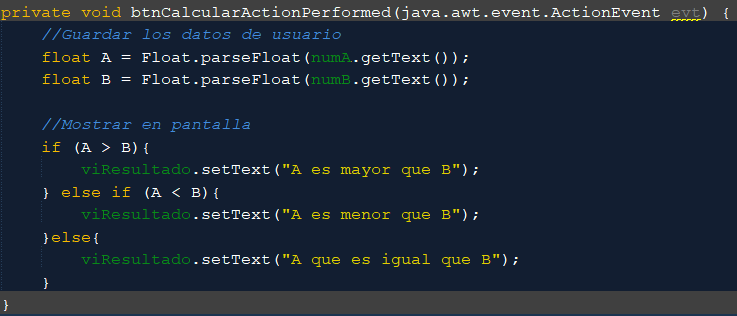 private void btnCalcularActionPerformed(java.awt.event.ActionEvent evt) {
//Guardar los datos de usuario
float A = Float.parseFloat(numA.getText());
float B = Float.parseFloat(numB.getText());
//Mostrar en pantalla
if (A > B){
viResultado.setText("A es mayor que B");
} else if (A < B){
viResultado.setText("A es menor que B");
}else{
viResultado.setText("A que es igual que B");
}
}